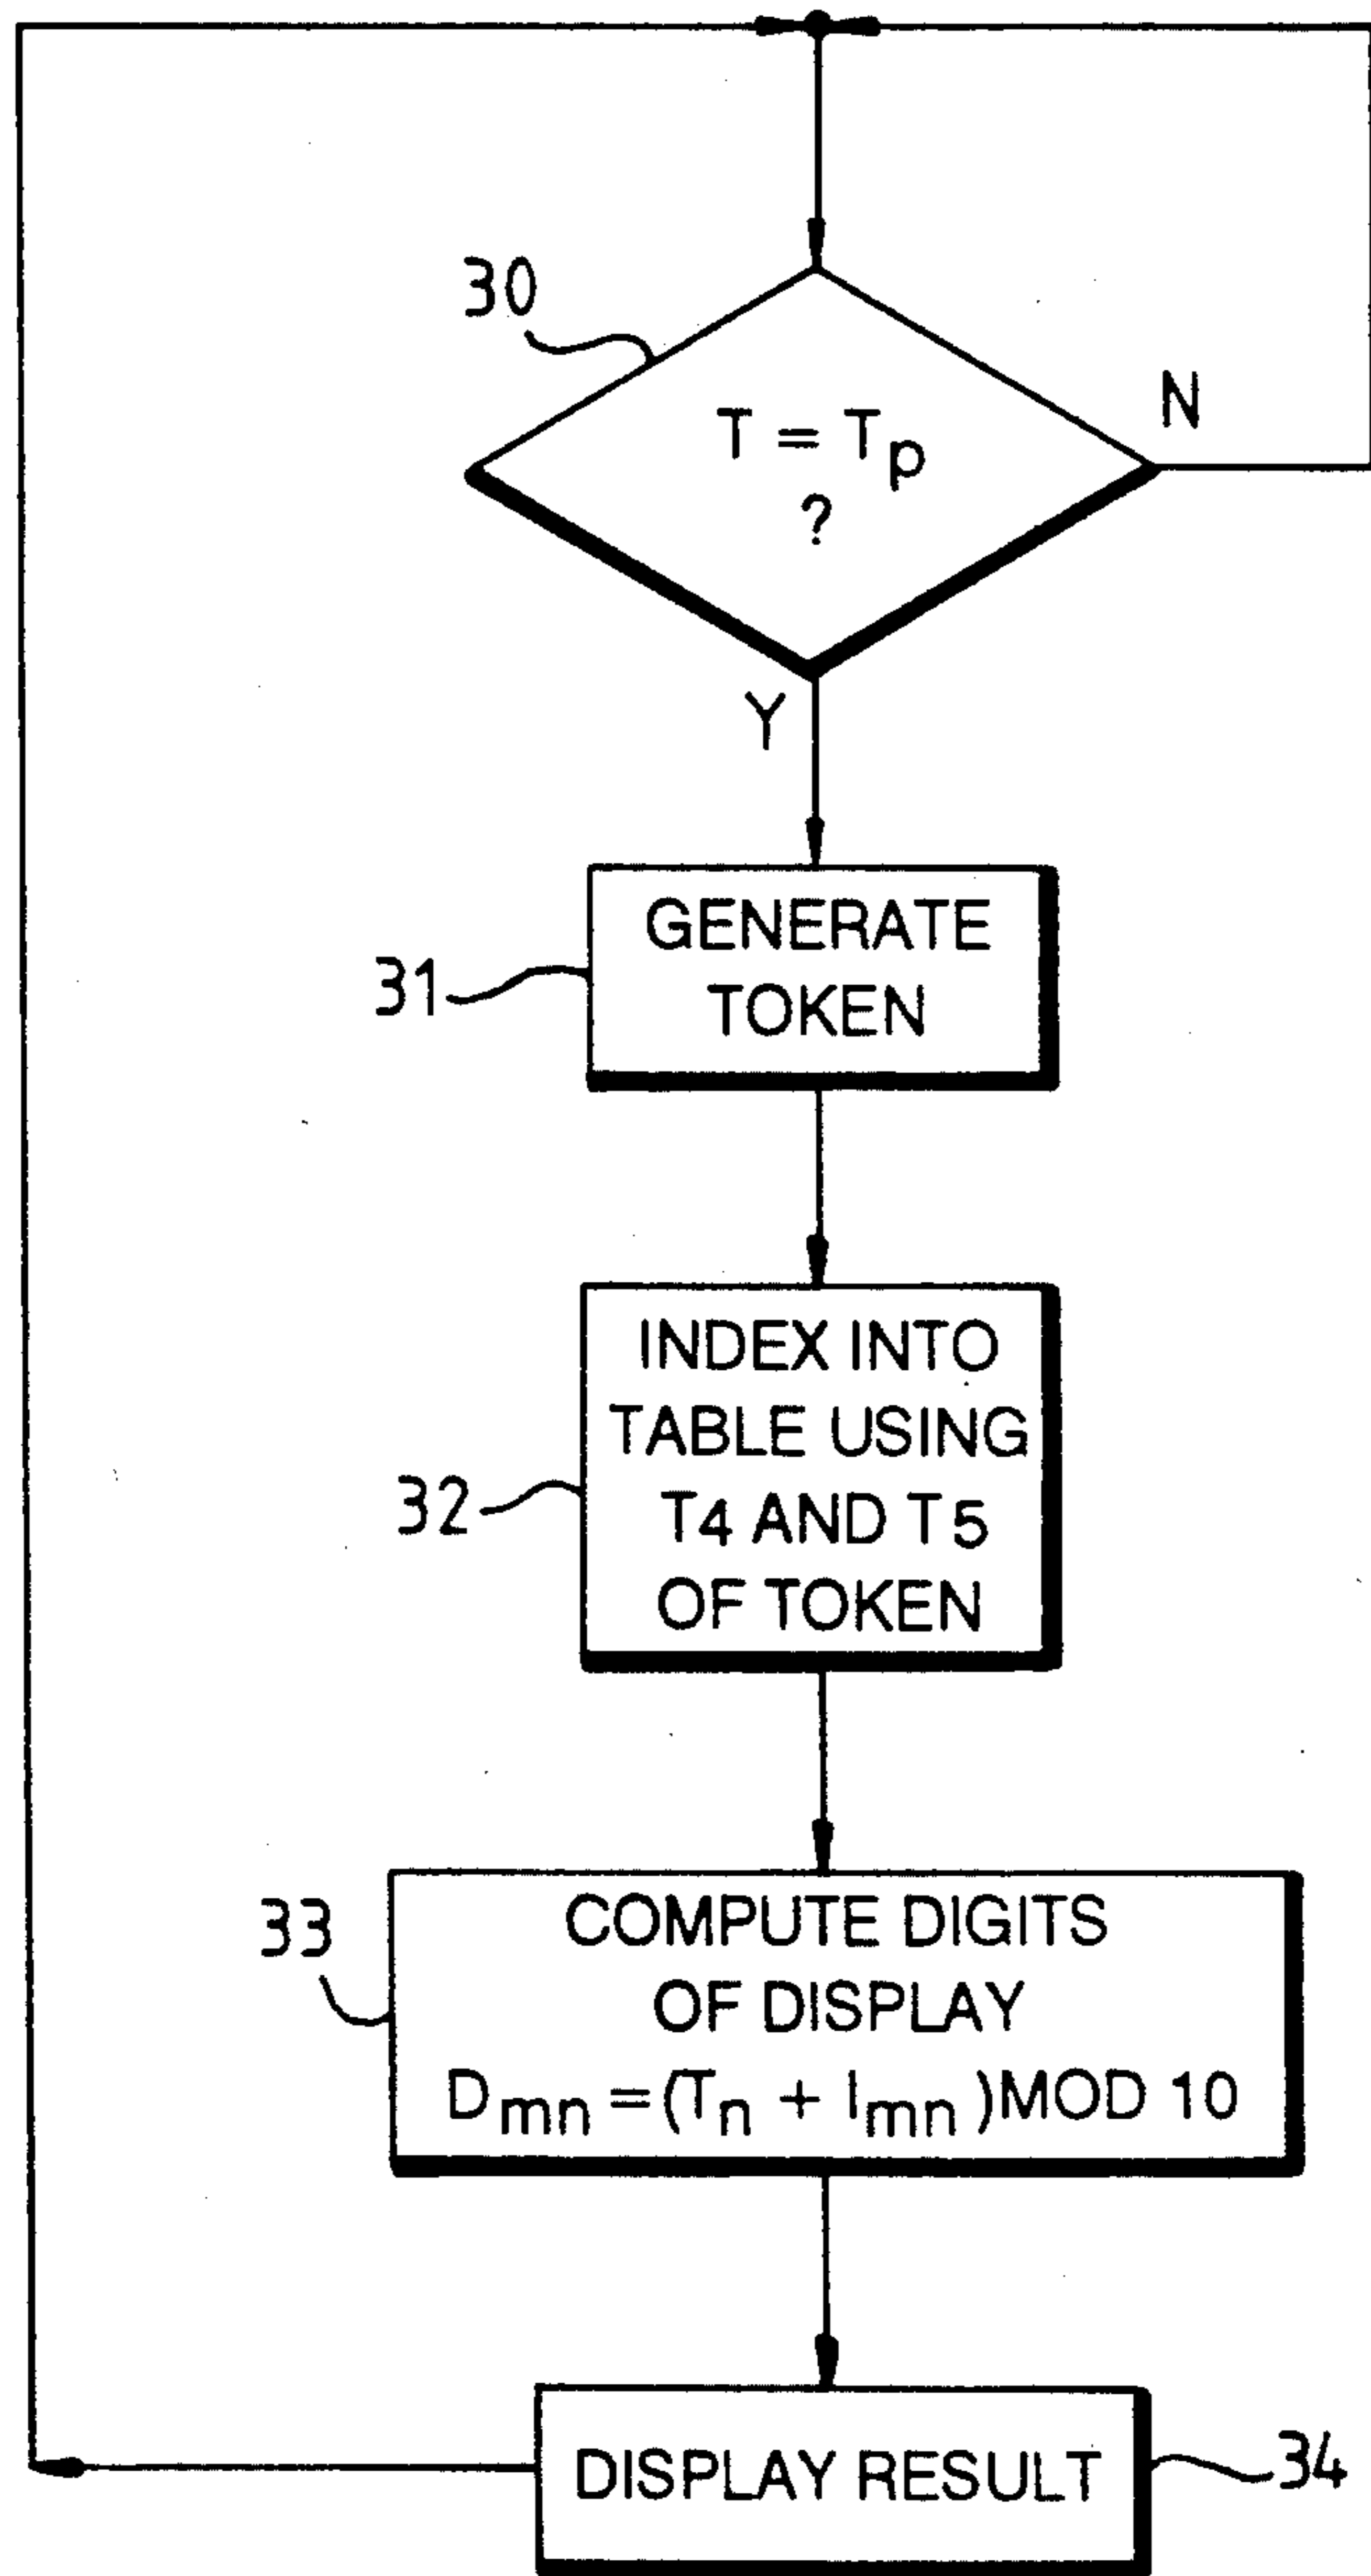 30
T = Tp
?
N
Y
31
GENERATE
TOKEN
32
INDEX INTO
TABLE USING
T4 AND T5
OF TOKEN
33
COMPUTE DIGITS
OF DISPLAY
Dmn = (Tn + Imn) MOD 10
DISPLAY RESULT
34